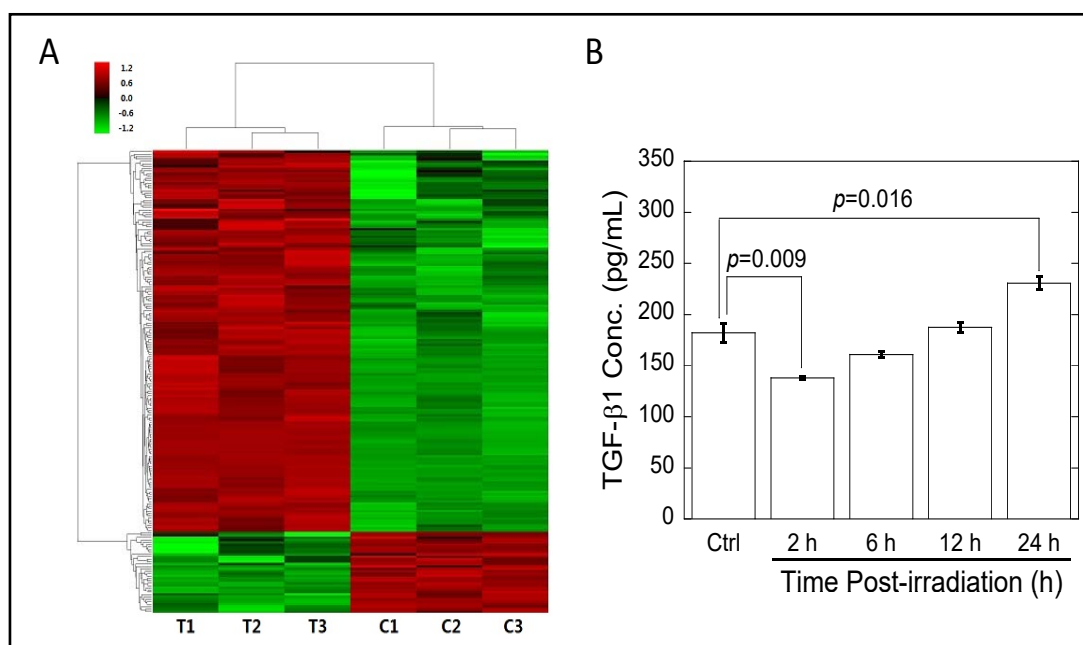 A
1.2
0.6
0.0
-0.6
-1.2
T1 T2 T3 C1 C2 C3
B
TGF-β1 Conc. (pg/mL)
350
300
250
200
150
100
50
0
p=0.016
p=0.009
Ctrl 2 h 6 h 12 h 24 h
Time Post-irradiation (h)